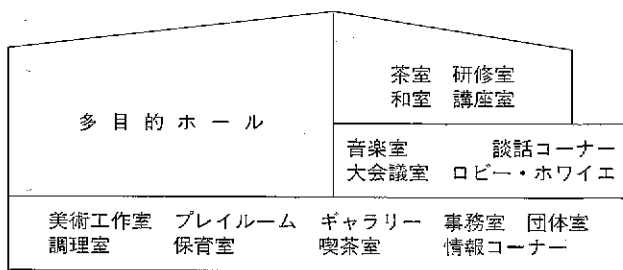 茶室 研修室
和室 講座室
多目的ホール
音楽室 談話コーナー
大会議室 ロビー・ホワイエ
美術工作室 プレイルーム ギャラリー 事務室 団体室
調理室 保育室 喫茶室 情報コーナー